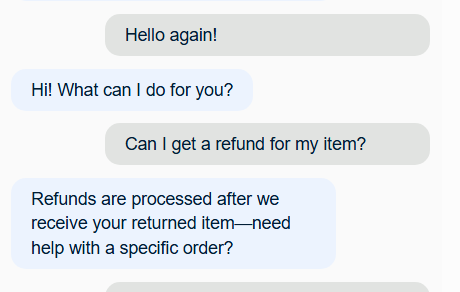 Hello again!
Hi! What can I do for you?
Can I get a refund for my item?
Refunds are processed after we
receive your returned item—need
help with a specific order?